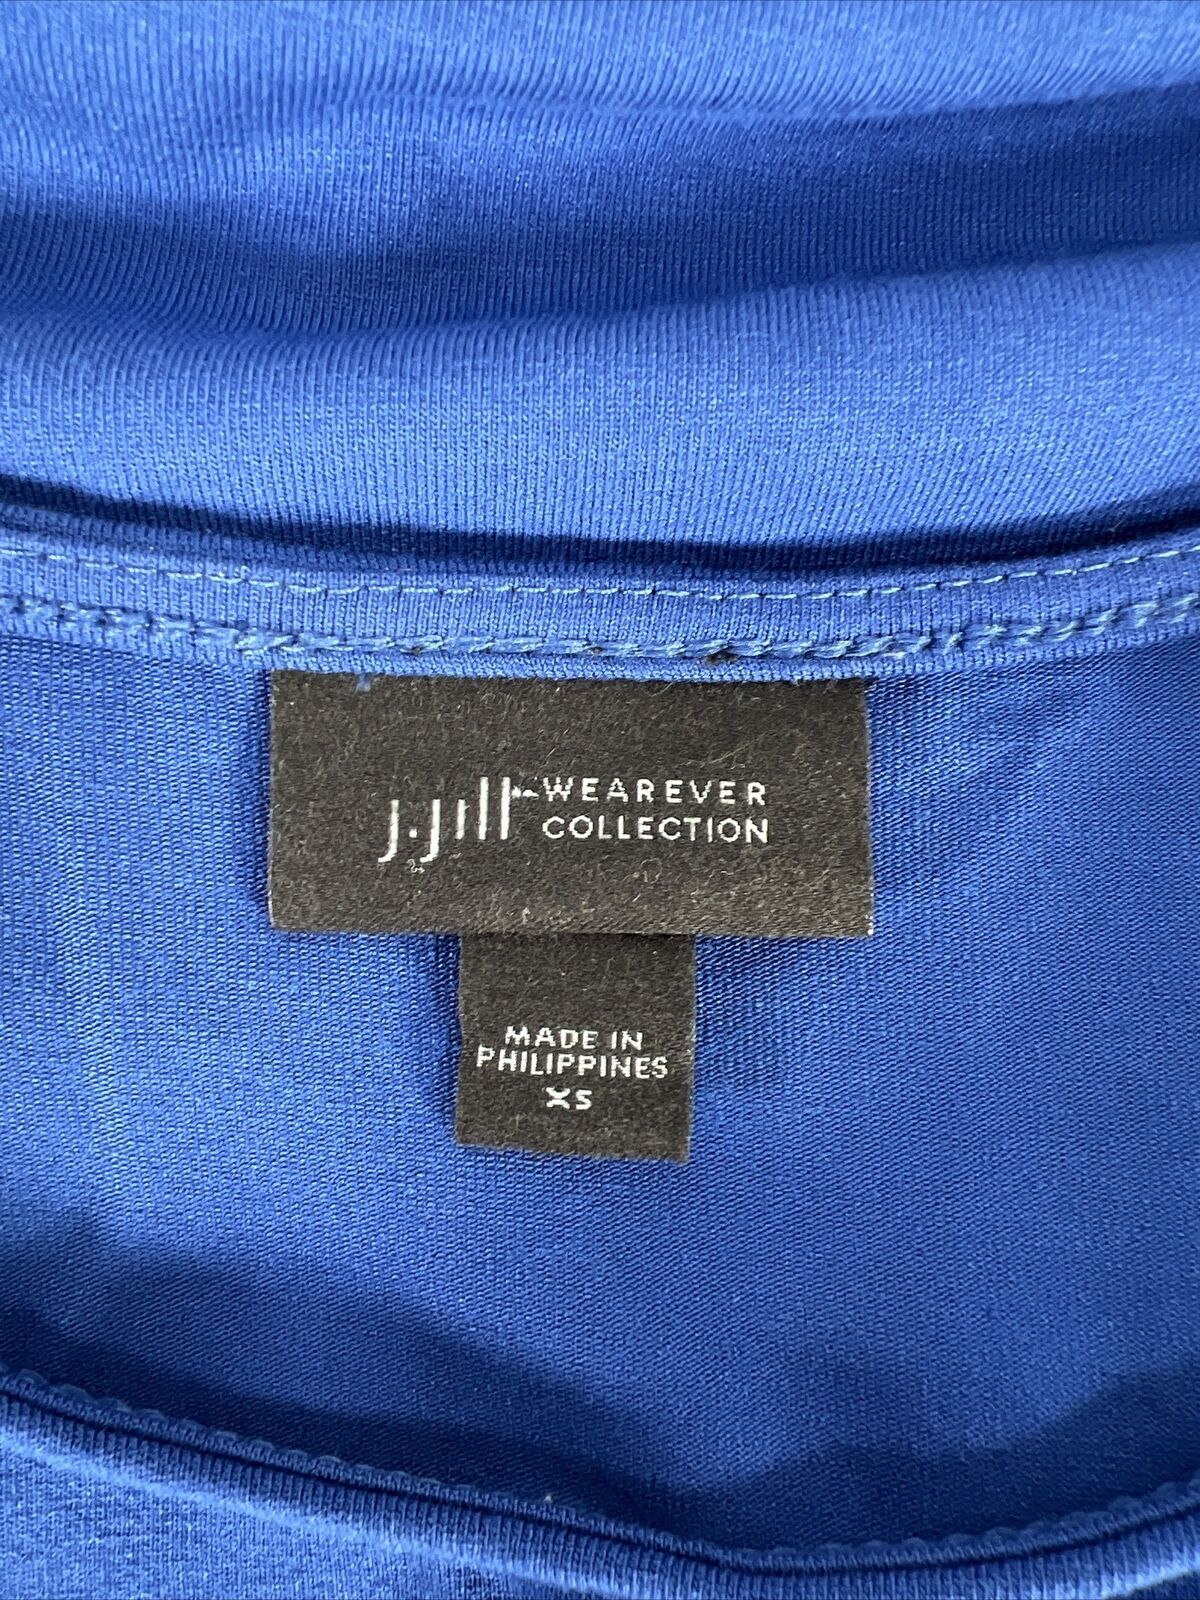 j.jill WEAREVER
COLLECTION
MADE IN
PHILIPPINES
XS